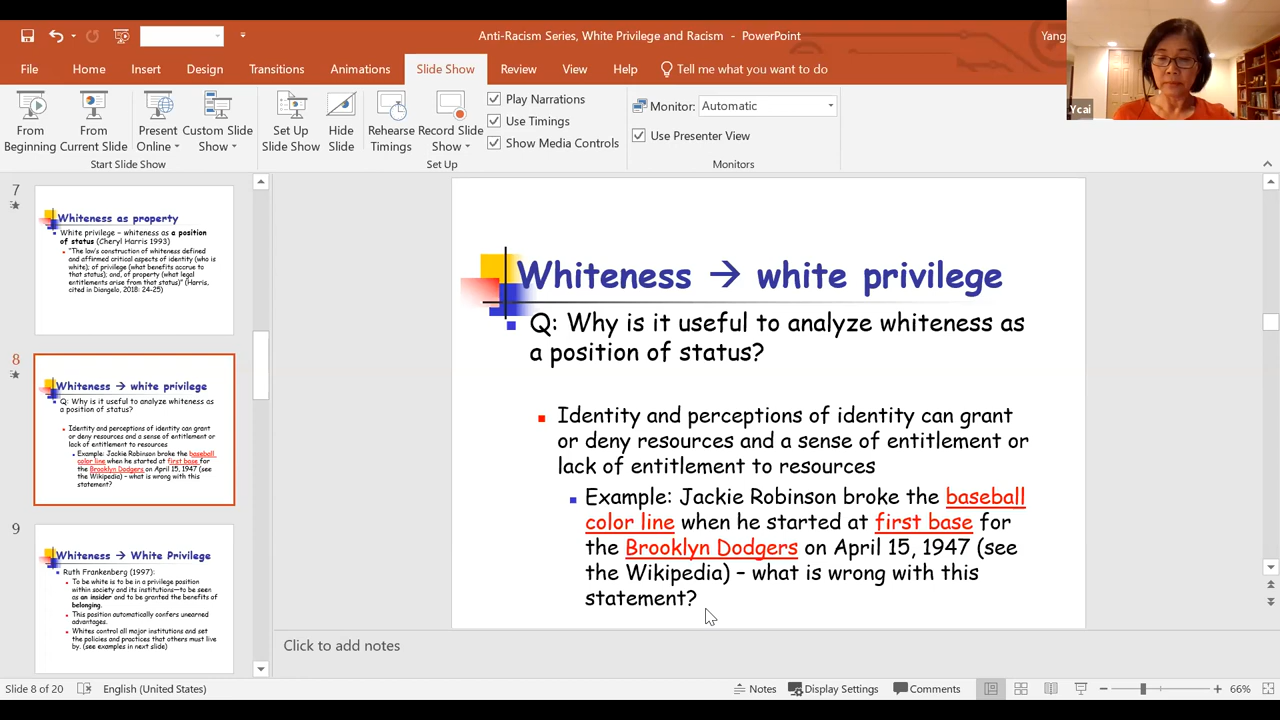 Anti-Racism Series, White Privilege and Racism - PowerPoint
Yang
File Home Insert Design Transitions Animations Slide Show Review View Help Tell me what you want to do
Ycai
From Beginning
From Current Slide
Present Online
Custom Slide Show
Start Slide Show
Set Up Slide Show
Hide Slide
Rehearse Timings
Record Slide Show
Play Narrations
Use Timings
Show Media Controls
Set Up
Monitor: Automatic
Use Presenter View
Monitors
7
Whiteness as property
White privilege – whiteness as a position
of status (Cheryl Harris 1993)
"The law's construction of whiteness defined
and affirmed critical aspects of identity (who is
white); of privilege (what benefits accrue to
that status); and, of property (what legal
entitlements arise from that status)" (Harris,
cited in Diangelo, 2018: 24-25)
8
Whiteness → white privilege
Q: Why is it useful to analyze whiteness as
a position of status?
Identity and perceptions of identity can grant
or deny resources and a sense of entitlement or
lack of entitlement to resources
Example: Jackie Robinson broke the baseball
color line when he started at first base for
the Brooklyn Dodgers on April 15, 1947 (see
the Wikipedia) – what is wrong with this
statement?
9
Whiteness → White Privilege
Ruth Frankenberg (1997):
To be white is to be in a privilege position
within society and its institutions—to be seen
as an insider and to be granted the benefits of
belonging.
This position automatically confers unearned
advantages.
Whites control all major institutions and set
the policies and practices that others must live
by. (see examples in next slide)
Whiteness → white privilege
Q: Why is it useful to analyze whiteness as
a position of status?
Identity and perceptions of identity can grant
or deny resources and a sense of entitlement or
lack of entitlement to resources
Example: Jackie Robinson broke the baseball
color line when he started at first base for
the Brooklyn Dodgers on April 15, 1947 (see
the Wikipedia) – what is wrong with this
statement?
Click to add notes
Slide 8 of 20 English (United States) Notes Display Settings Comments 66%